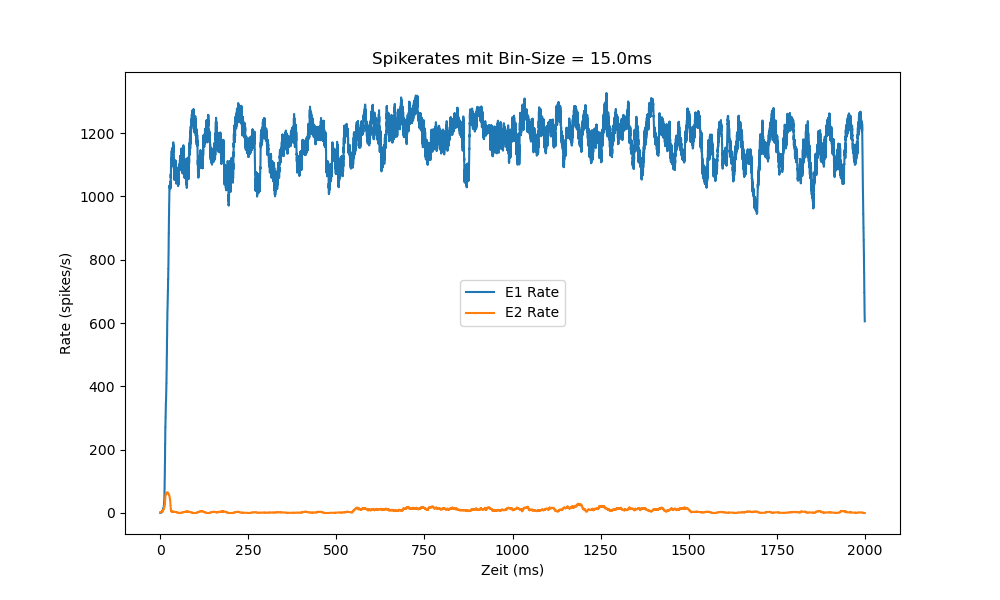 Spikerates mit Bin-Size = 15.0ms
Rate (spikes/s)
1200
1000
800
600
400
200
0
E1 Rate
E2 Rate
0 250 500 750 1000 1250 1500 1750 2000
Zeit (ms)